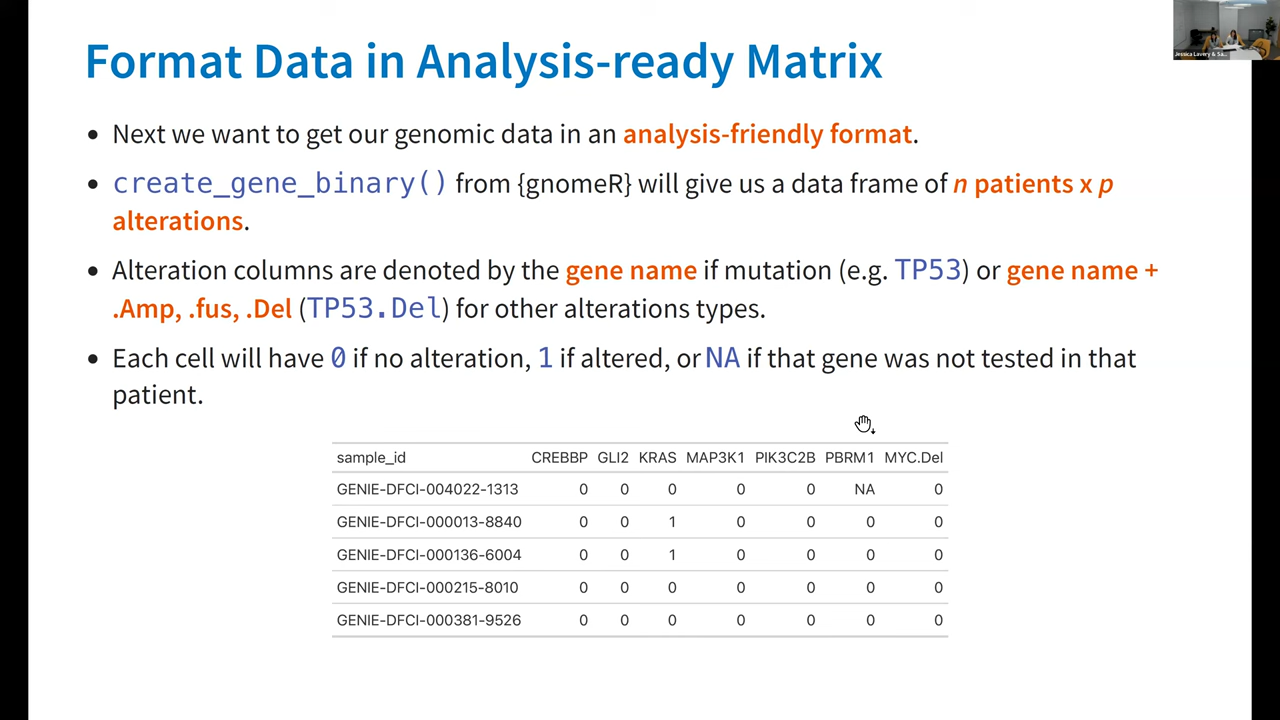 Format Data in Analysis-ready Matrix
Jessica Lavery & Sa...
• Next we want to get our genomic data in an analysis-friendly format.
• create_gene_binary() from {gnomeR} will give us a data frame of n patients x p
alterations.
• Alteration columns are denoted by the gene name if mutation (e.g. TP53) or gene name +
.Amp, .fus, .Del (TP53.Del) for other alterations types.
• Each cell will have 0 if no alteration, 1 if altered, or NA if that gene was not tested in that
patient.
sample_id CREBBP GLI2 KRAS MAP3K1 PIK3C2B PBRM1 MYC.Del
GENIE-DFCI-004022-1313 0 0 0 0 0 NA 0
GENIE-DFCI-000013-8840 0 0 1 0 0 0 0
GENIE-DFCI-000136-6004 0 0 1 0 0 0 0
GENIE-DFCI-000215-8010 0 0 0 0 0 0 0
GENIE-DFCI-000381-9526 0 0 0 0 0 0 0